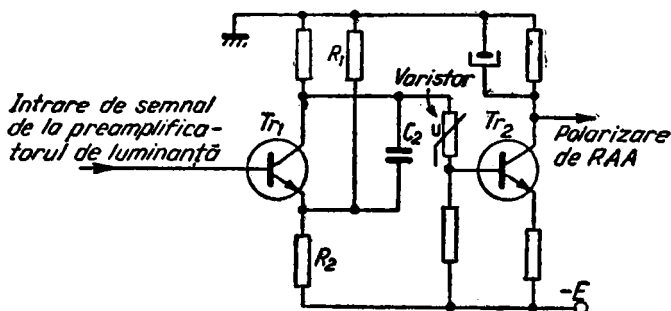 R1
Varistor
Intrare de semnal
de la preamplifica-
torul de luminanță
Tr1
C2
U
Tr2
Polarizare
de RAA
R2
-E